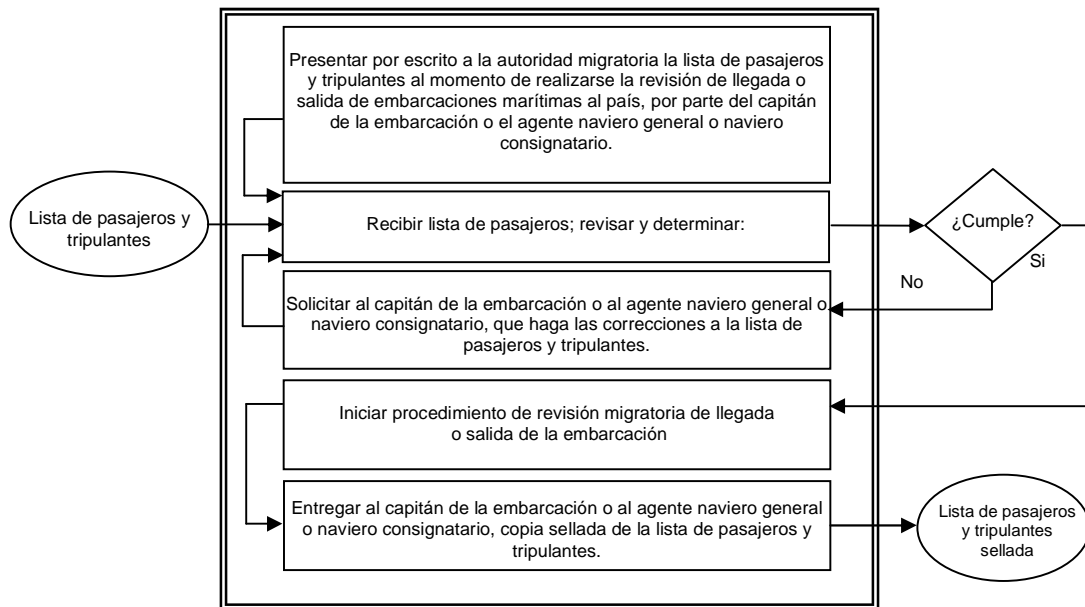 Presentar por escrito a la autoridad migratoria la lista de pasajeros
y tripulantes al momento de realizarse la revisión de llegada o
salida de embarcaciones marítimas al país, por parte del capitán
de la embarcación o el agente naviero general o naviero
consignatario.
Lista de pasajeros y
tripulantes
Recibir lista de pasajeros; revisar y determinar:
¿Cumple?
Si
No
Solicitar al capitán de la embarcación o al agente naviero general o
naviero consignatario, que haga las correcciones a la lista de
pasajeros y tripulantes.
Iniciar procedimiento de revisión migratoria de llegada
o salida de la embarcación
Entregar al capitán de la embarcación o al agente naviero general
o naviero consignatario, copia sellada de la lista de pasajeros y
tripulantes.
Lista de pasajeros
y tripulantes
sellada